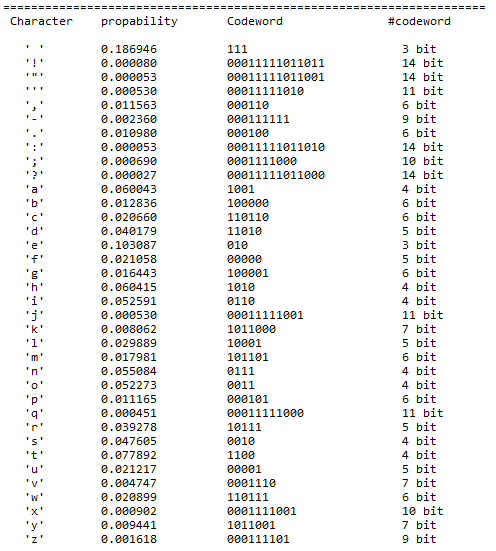 ======================================================================
Character propability Codeword #codeword
' ' 0.186946 111 3 bit
'!' 0.000080 00011111011011 14 bit
'"' 0.000053 00011111011001 14 bit
''' 0.000530 00011111010 11 bit
',' 0.011563 000110 6 bit
'-' 0.002360 000111111 9 bit
'.' 0.010980 000100 6 bit
':' 0.000053 00011111011010 14 bit
';' 0.000690 0001111000 10 bit
'?' 0.000027 00011111011000 14 bit
'a' 0.060043 1001 4 bit
'b' 0.012836 100000 6 bit
'c' 0.020660 110110 6 bit
'd' 0.040179 11010 5 bit
'e' 0.103087 010 3 bit
'f' 0.021058 00000 5 bit
'g' 0.016443 100001 6 bit
'h' 0.060415 1010 4 bit
'i' 0.052591 0110 4 bit
'j' 0.000530 00011111001 11 bit
'k' 0.008062 1011000 7 bit
'l' 0.029889 10001 5 bit
'm' 0.017981 101101 6 bit
'n' 0.055084 0111 4 bit
'o' 0.052273 0011 4 bit
'p' 0.011165 000101 6 bit
'q' 0.000451 00011111000 11 bit
'r' 0.039278 10111 5 bit
's' 0.047605 0010 4 bit
't' 0.077892 1100 4 bit
'u' 0.021217 00001 5 bit
'v' 0.004747 0001110 7 bit
'w' 0.020899 110111 6 bit
'x' 0.000902 0001111001 10 bit
'y' 0.009441 1011001 7 bit
'z' 0.001618 000111101 9 bit